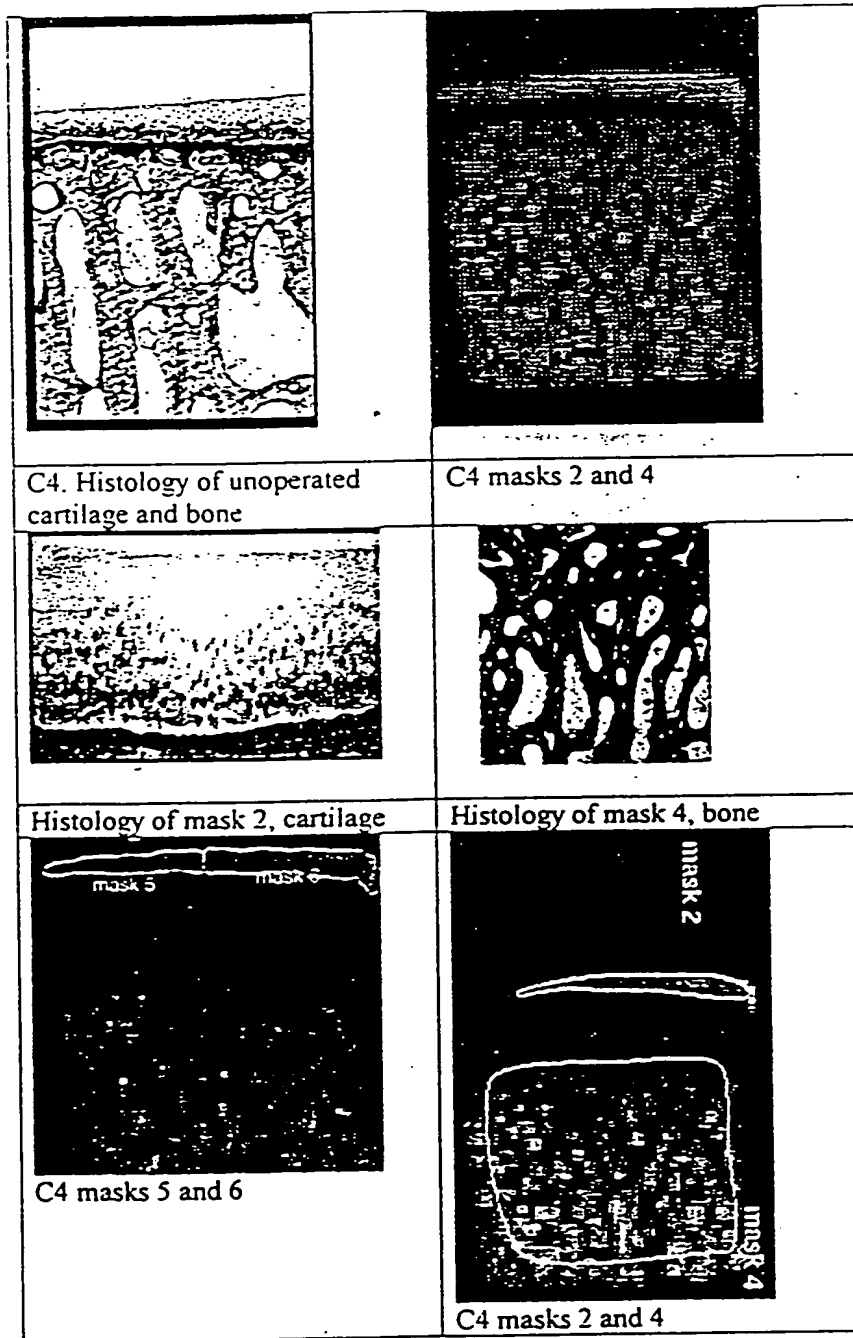 C4. Histology of unoperated
cartilage and bone
C4 masks 2 and 4
Histology of mask 2, cartilage
Histology of mask 4, bone
mask 5
mask 6
C4 masks 5 and 6
mask 2
mask 4
C4 masks 2 and 4